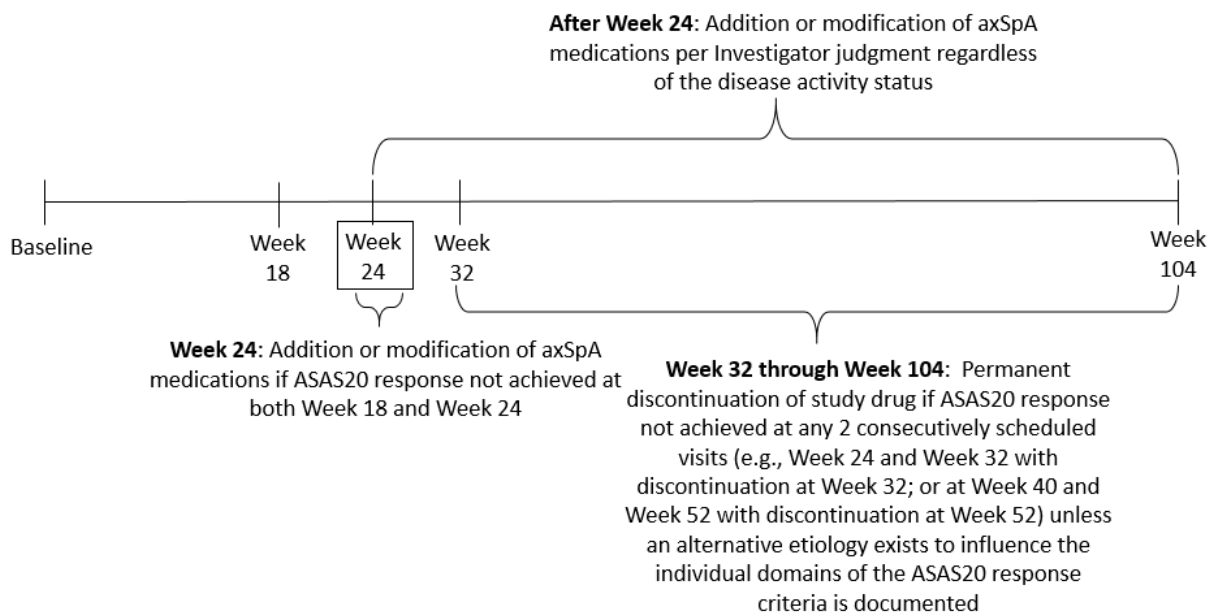 After Week 24: Addition or modification of axSpA
medications per Investigator judgment regardless
of the disease activity status
Baseline
Week
18
Week
24
Week
32
Week
104
Week 24: Addition or modification of axSpA
medications if ASAS20 response not achieved at
both Week 18 and Week 24
Week 32 through Week 104: Permanent
discontinuation of study drug if ASAS20 response
not achieved at any 2 consecutively scheduled
visits (e.g., Week 24 and Week 32 with
discontinuation at Week 32; or at Week 40 and
Week 52 with discontinuation at Week 52) unless
an alternative etiology exists to influence the
individual domains of the ASAS20 response
criteria is documented